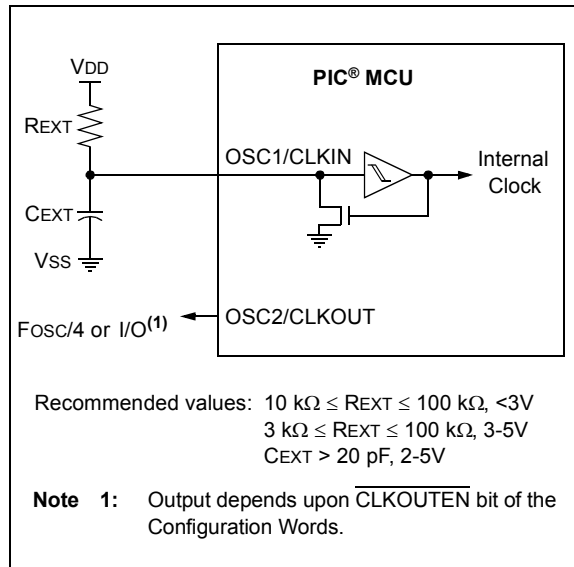 VDD
PIC® MCU
REXT
OSC1/CLKIN
Internal
Clock
CEXT
VSS
OSC2/CLKOUT
FOSC/4 or I/O(1)
Recommended values: 10 kΩ ≤ REXT ≤ 100 kΩ, <3V
3 kΩ ≤ REXT ≤ 100 kΩ, 3-5V
CEXT > 20 pF, 2-5V
Note 1: Output depends upon CLKOUTEN bit of the
Configuration Words.